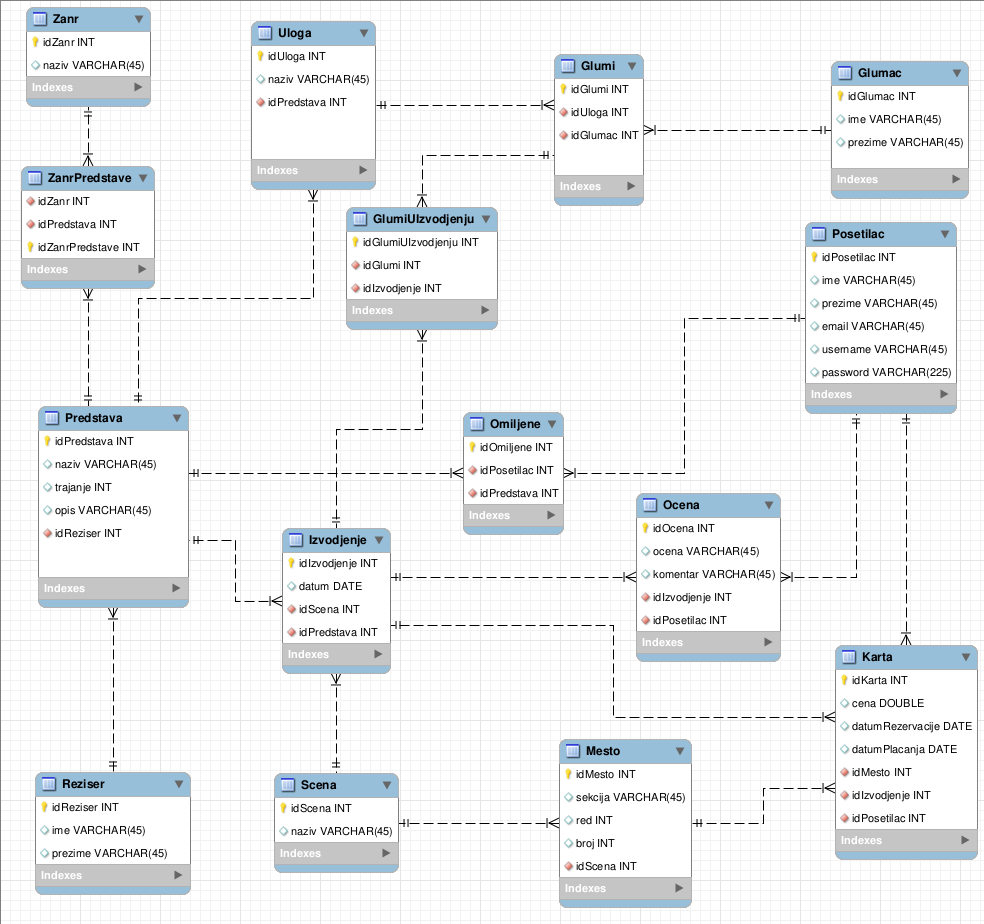 Zanr
idZanr INT
naziv VARCHAR(45)
Indexes
Uloga
idUloga INT
naziv VARCHAR(45)
idPredstava INT
Indexes
Glumi
idGlumi INT
idUloga INT
idGlumac INT
Indexes
Glumac
idGlumac INT
ime VARCHAR(45)
prezime VARCHAR(45)
Indexes
ZanrPredstave
idZanr INT
idPredstava INT
idZanrPredstave INT
Indexes
GlumiUIzvodjenju
idGlumiUIzvodjenju INT
idGlumi INT
idIzvodjenje INT
Indexes
Posetilac
idPosetilac INT
ime VARCHAR(45)
prezime VARCHAR(45)
email VARCHAR(45)
username VARCHAR(45)
password VARCHAR(225)
Indexes
Predstava
idPredstava INT
naziv VARCHAR(45)
trajanje INT
opis VARCHAR(45)
idReziser INT
Indexes
Omiljene
idOmiljene INT
idPosetilac INT
idPredstava INT
Indexes
Ocena
idOcena INT
ocena VARCHAR(45)
komentar VARCHAR(45)
idIzvodjenje INT
idPosetilac INT
Indexes
Izvodjenje
idIzvodjenje INT
datum DATE
idScena INT
idPredstava INT
Indexes
Karta
idKarta INT
cena DOUBLE
datumRezervacije DATE
datumPlacanja DATE
idMesto INT
idIzvodjenje INT
idPosetilac INT
Indexes
Reziser
idReziser INT
ime VARCHAR(45)
prezime VARCHAR(45)
Indexes
Scena
idScena INT
naziv VARCHAR(45)
Indexes
Mesto
idMesto INT
sekcija VARCHAR(45)
red INT
broj INT
idScena INT
Indexes